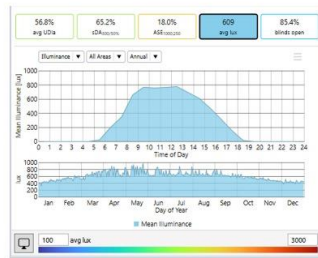 56.8% 65.2% 18.0% 609 85.4%
avg UDIa sDA300/50% ASE1000,250 avg lux blinds open
Illuminance ▼ All Areas ▼ Annual ▼
Mean Illuminance [lux]
1000
800
600
400
200
0
0 1 2 3 4 5 6 7 8 9 10 11 12 13 14 15 16 17 18 19 20 21 22 23 24
Time of Day
lux
1000
800
600
400
200
0
Jan Feb Mar Apr May Jun Jul Aug Sep Oct Nov Dec
Day of Year
Mean Illuminance
100 avg lux 3000